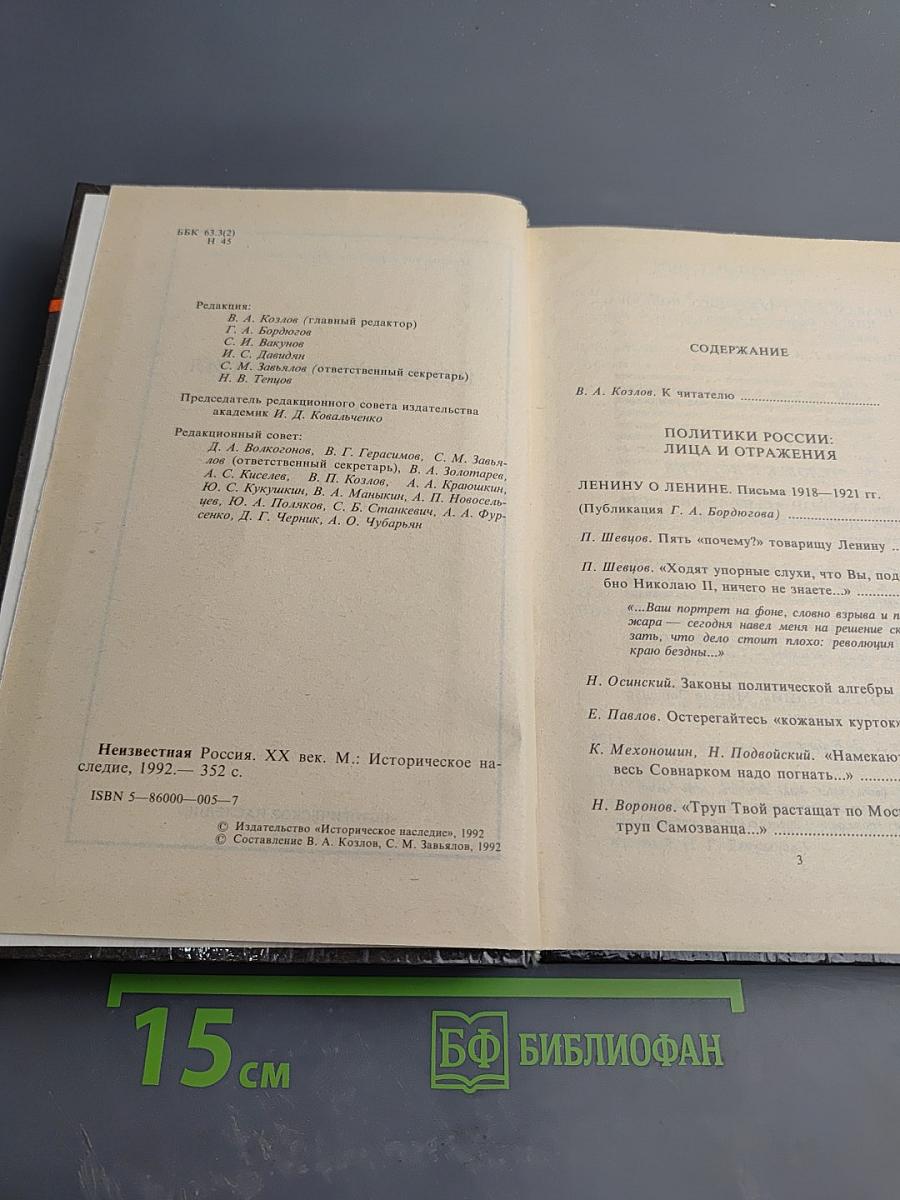 ББК 63.3(2)
Н 45
Редакция:
В. А. Козлов (главный редактор)
Г. А. Бордюгов
С. И. Вакунов
И. С. Давидян
С. М. Завьялов (ответственный секретарь)
Н. В. Тепцов
Председатель редакционного совета издательства
академик И. Д. Ковальченко
Редакционный совет:
Д. А. Волкогонов, В. Г. Герасимов, С. М. Завья-
лов (ответственный секретарь), В. А. Золотарев,
А. С. Киселев, В. П. Козлов, А. А. Краюшкин,
Ю. С. Кукушкин, В. А. Маныкин, А. П. Новосель-
цев, Ю. А. Поляков, С. Б. Станкевич, А. А. Фур-
сенко, Д. Г. Черник, А. О. Чубарьян
Неизвестная Россия. XX век. М.: Историческое на-
следие, 1992.— 352 с.
ISBN 5—86000—005—7
© Издательство «Историческое наследие», 1992
© Составление В. А. Козлов, С. М. Завьялов, 1992
СОДЕРЖАНИЕ
В. А. Козлов. К читателю
ПОЛИТИКИ РОССИИ:
ЛИЦА И ОТРАЖЕНИЯ
ЛЕНИНУ О ЛЕНИНЕ. Письма 1918—1921 гг.
(Публикация Г. А. Бордюгова)
П. Шевцов. Пять «почему?» товарищу Ленину
П. Шевцов. «Ходят упорные слухи, что Вы, под
бно Николаю II, ничего не знаете...»
«...Ваш портрет на фоне, словно взрыва и п
жара — сегодня навел меня на решение ск
зать, что дело стоит плохо: революция
краю бездны...»
Н. Осинский. Законы политической алгебры
Е. Павлов. Остерегайтесь «кожаных курток»
К. Мехоношин, Н. Подвойский. «Намекают
весь Совнарком надо погнать...»
Н. Воронов. «Труп Твой растащат по Мос
труп Самозванца...»
3
15 см
БФ БИБЛИОФАН